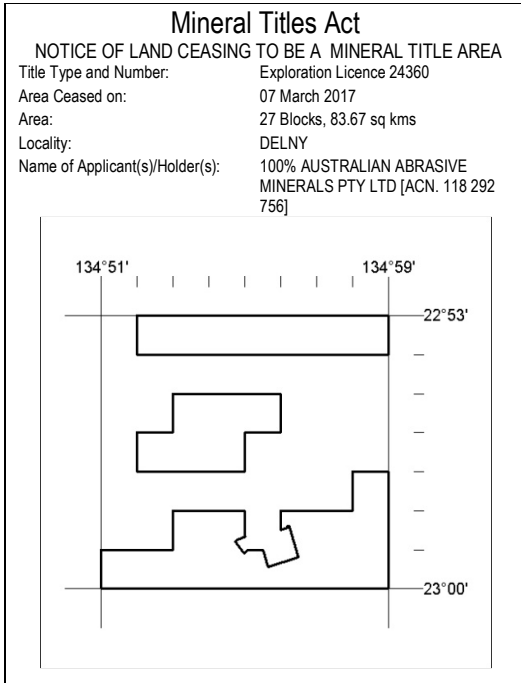 Mineral Titles Act
NOTICE OF LAND CEASING TO BE A MINERAL TITLE AREA
Title Type and Number: Exploration Licence 24360
Area Ceased on: 07 March 2017
Area: 27 Blocks, 83.67 sq kms
Locality: DELNY
Name of Applicant(s)/Holder(s): 100% AUSTRALIAN ABRASIVE
MINERALS PTY LTD [ACN. 118 292
756]
134°51' 134°59'
22°53'
23°00'